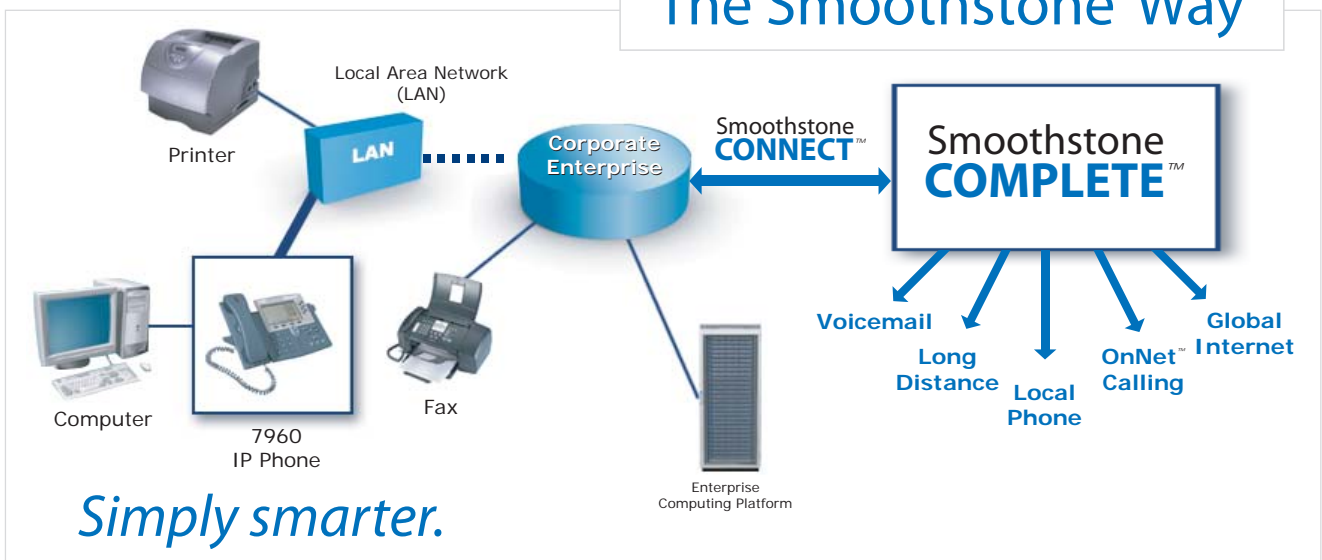 The Smoothstone Way
Local Area Network
(LAN)
Printer
LAN
Corporate
Enterprise
Smoothstone
CONNECT™
Smoothstone
COMPLETE™
Computer
7960
IP Phone
Fax
Enterprise
Computing Platform
Voicemail
Long
Distance
Local
Phone
OnNet™
Calling
Global
Internet
Simply smarter.